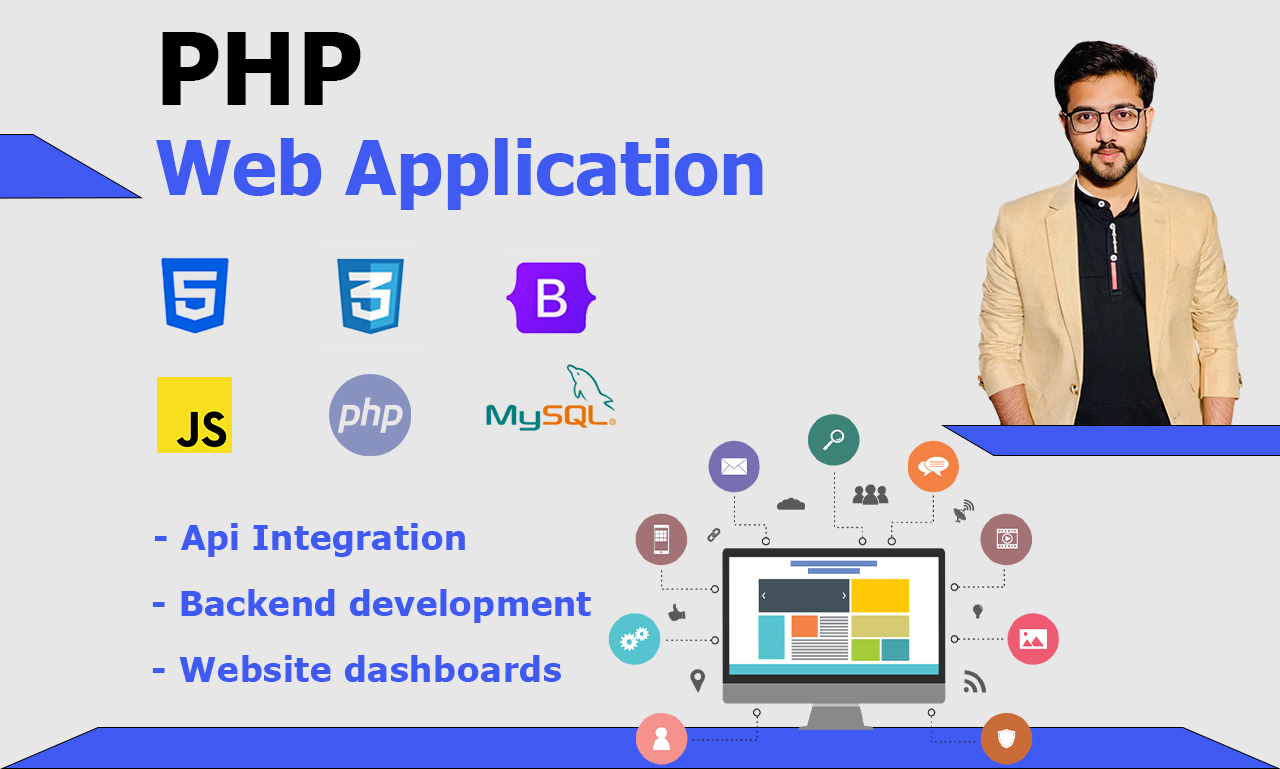 PHP
Web Application
5
3
B
JS
php
MySQL®
- Api Integration
- Backend development
- Website dashboards